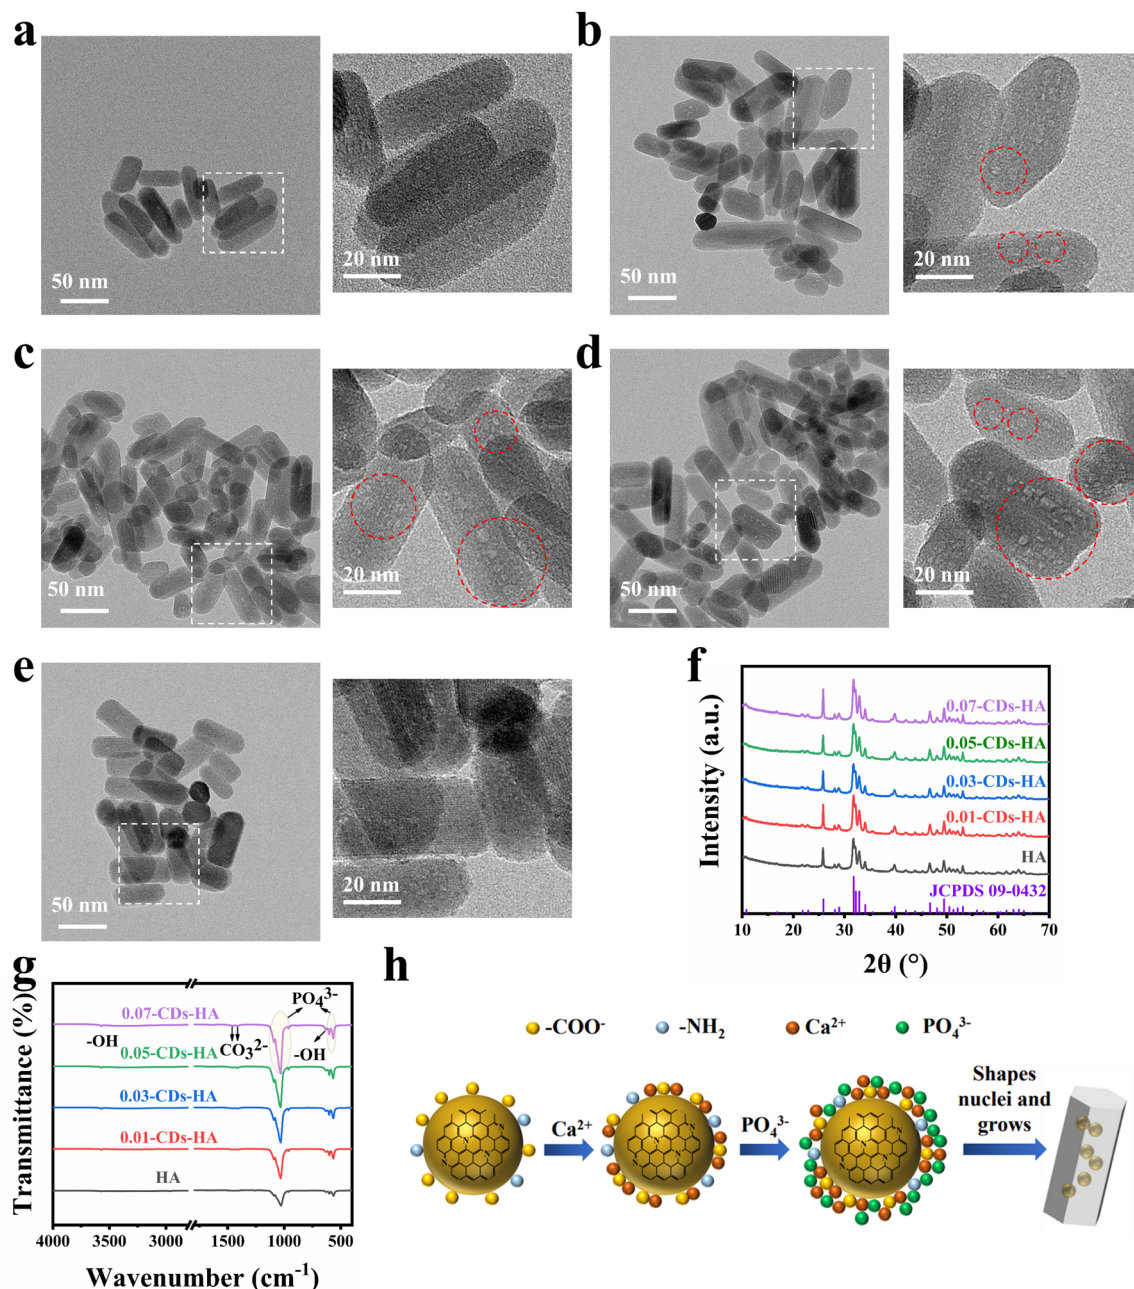 a
50 nm
20 nm
b
50 nm
20 nm
c
50 nm
20 nm
d
50 nm
20 nm
e
50 nm
20 nm
f
Intensity (a.u.)
0.07-CDs-HA
0.05-CDs-HA
0.03-CDs-HA
0.01-CDs-HA
HA
JCPDS 09-0432
10 20 30 40 50 60 70
2θ (°)
g
Transmittance (%)
0.07-CDs-HA
PO₄³⁻
-OH
CO₃²⁻
-OH
0.05-CDs-HA
0.03-CDs-HA
0.01-CDs-HA
HA
4000 3000 1500 1000 500
Wavenumber (cm⁻¹)
h
-COO⁻ -NH₂ Ca²⁺ PO₄³⁻
Ca²⁺
PO₄³⁻
Shapes
nuclei and
grows